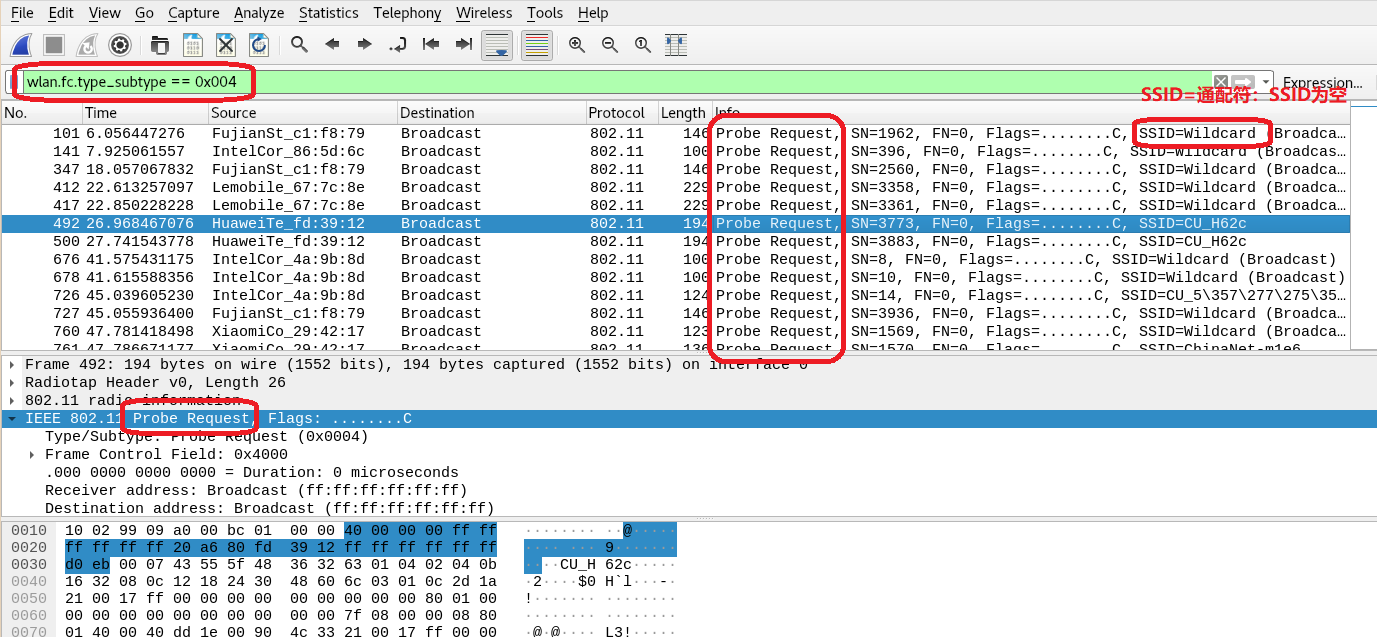 File Edit View Go Capture Analyze Statistics Telephony Wireless Tools Help
wlan.fc.type_subtype == 0x004 Expression…
SSID=通配符：SSID为空
No. Time Source Destination Protocol Length Info
101 6.056447276 FujianSt_c1:f8:79 Broadcast 802.11 146 Probe Request, SN=1962, FN=0, Flags=........C, SSID=Wildcard (Broadca…
141 7.925061557 IntelCor_86:5d:6c Broadcast 802.11 100 Probe Request, SN=396, FN=0, Flags=........C, SSID=Wildcard (Broadcas…
347 18.057067832 FujianSt_c1:f8:79 Broadcast 802.11 146 Probe Request, SN=2560, FN=0, Flags=........C, SSID=Wildcard (Broadca…
412 22.613257097 Lemobile_67:7c:8e Broadcast 802.11 229 Probe Request, SN=3358, FN=0, Flags=........C, SSID=Wildcard (Broadca…
417 22.850228228 Lemobile_67:7c:8e Broadcast 802.11 229 Probe Request, SN=3361, FN=0, Flags=........C, SSID=Wildcard (Broadca…
492 26.968467076 HuaweiTe_fd:39:12 Broadcast 802.11 194 Probe Request, SN=3773, FN=0, Flags=........C, SSID=CU_H62c
500 27.741543778 HuaweiTe_fd:39:12 Broadcast 802.11 194 Probe Request, SN=3883, FN=0, Flags=........C, SSID=CU_H62c
676 41.575431175 IntelCor_4a:9b:8d Broadcast 802.11 100 Probe Request, SN=8, FN=0, Flags=........C, SSID=Wildcard (Broadcast)
678 41.615588356 IntelCor_4a:9b:8d Broadcast 802.11 100 Probe Request, SN=10, FN=0, Flags=........C, SSID=Wildcard (Broadcast)
726 45.039605230 IntelCor_4a:9b:8d Broadcast 802.11 124 Probe Request, SN=14, FN=0, Flags=........C, SSID=CU_5\357\277\275\35…
727 45.055936400 FujianSt_c1:f8:79 Broadcast 802.11 146 Probe Request, SN=3936, FN=0, Flags=........C, SSID=Wildcard (Broadca…
760 47.781418498 XiaomiCo_29:42:17 Broadcast 802.11 123 Probe Request, SN=1569, FN=0, Flags=........C, SSID=Wildcard (Broadca…
761 47.786671177 XiaomiCo_29:42:17 Broadcast 802.11 136 Probe Request, SN=1570, FN=0, Flags=........C, SSID=ChinaNet-m1e6
Frame 492: 194 bytes on wire (1552 bits), 194 bytes captured (1552 bits) on interface 0
Radiotap Header v0, Length 26
802.11 radio information
IEEE 802.11 Probe Request, Flags: ........C
Type/Subtype: Probe Request (0x0004)
Frame Control Field: 0x4000
.000 0000 0000 0000 = Duration: 0 microseconds
Receiver address: Broadcast (ff:ff:ff:ff:ff:ff)
Destination address: Broadcast (ff:ff:ff:ff:ff:ff)
0010 10 02 99 09 a0 00 bc 01 00 00 40 00 00 00 ff ff ········ ··@·····
0020 ff ff ff ff 20 a6 80 fd 39 12 ff ff ff ff ff ff ···· ··· 9·······
0030 d0 eb 00 07 43 55 5f 48 36 32 63 01 04 02 04 0b ····CU_H 62c·····
0040 16 32 08 0c 12 18 24 30 48 60 6c 03 01 0c 2d 1a ·2····$0 H`l···-·
0050 21 00 17 ff 00 00 00 00 00 00 00 00 00 80 01 00 !······· ········
0060 00 00 00 00 00 00 00 00 00 00 7f 08 00 00 08 80 ········ ········
0070 01 40 00 40 dd 1e 00 90 4c 33 21 00 17 ff 00 00 ·@·@···· L3!·····